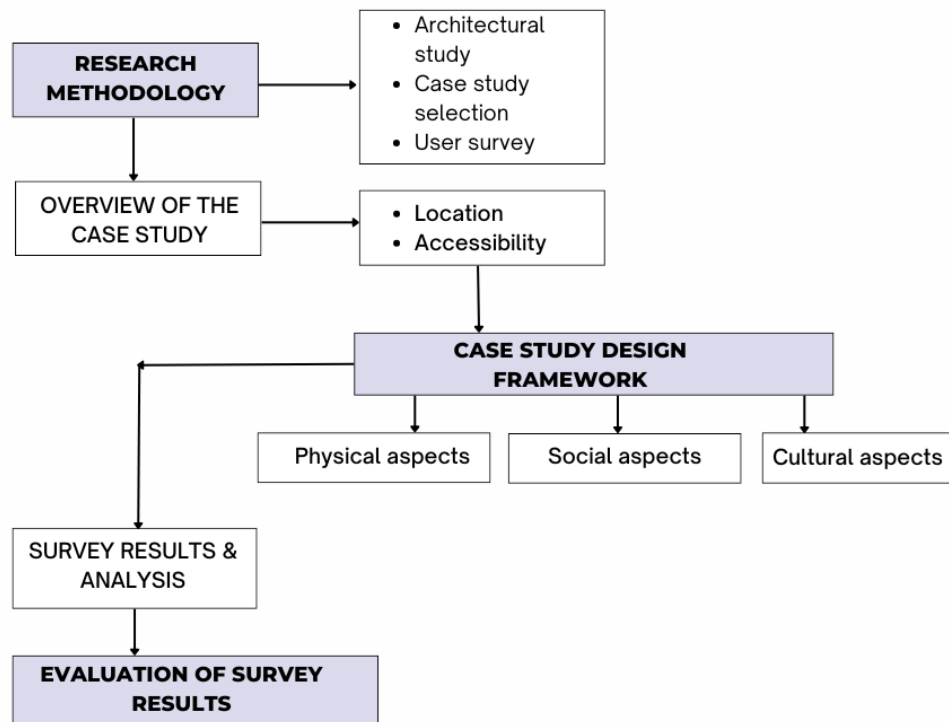 RESEARCH
METHODOLOGY
• Architectural
study
• Case study
selection
• User survey
OVERVIEW OF THE
CASE STUDY
• Location
• Accessibility
CASE STUDY DESIGN
FRAMEWORK
Physical aspects
Social aspects
Cultural aspects
SURVEY RESULTS &
ANALYSIS
EVALUATION OF SURVEY
RESULTS